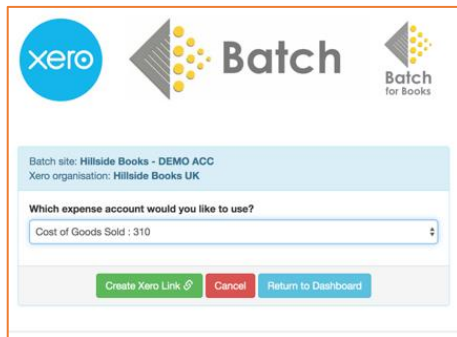 xero
Batch
Batch
for Books
Batch site: Hillside Books - DEMO ACC
Xero organisation: Hillside Books UK
Which expense account would you like to use?
Cost of Goods Sold : 310
Create Xero Link
Cancel
Return to Dashboard